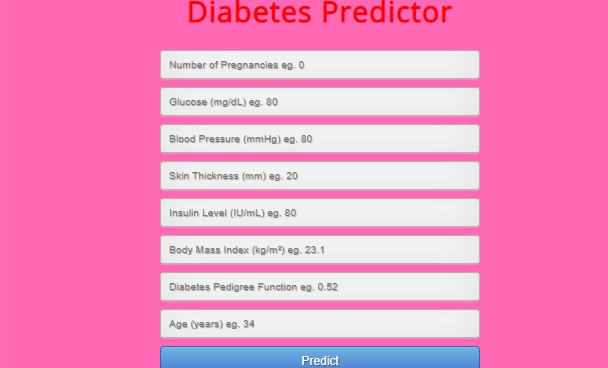 Diabetes Predictor
Number of Pregnancies eg. 0
Glucose (mg/dL) eg. 80
Blood Pressure (mmHg) eg. 80
Skin Thickness (mm) eg. 20
Insulin Level (IU/mL) eg. 80
Body Mass Index (kg/m²) eg. 23.1
Diabetes Pedigree Function eg. 0.52
Age (years) eg. 34
Predict